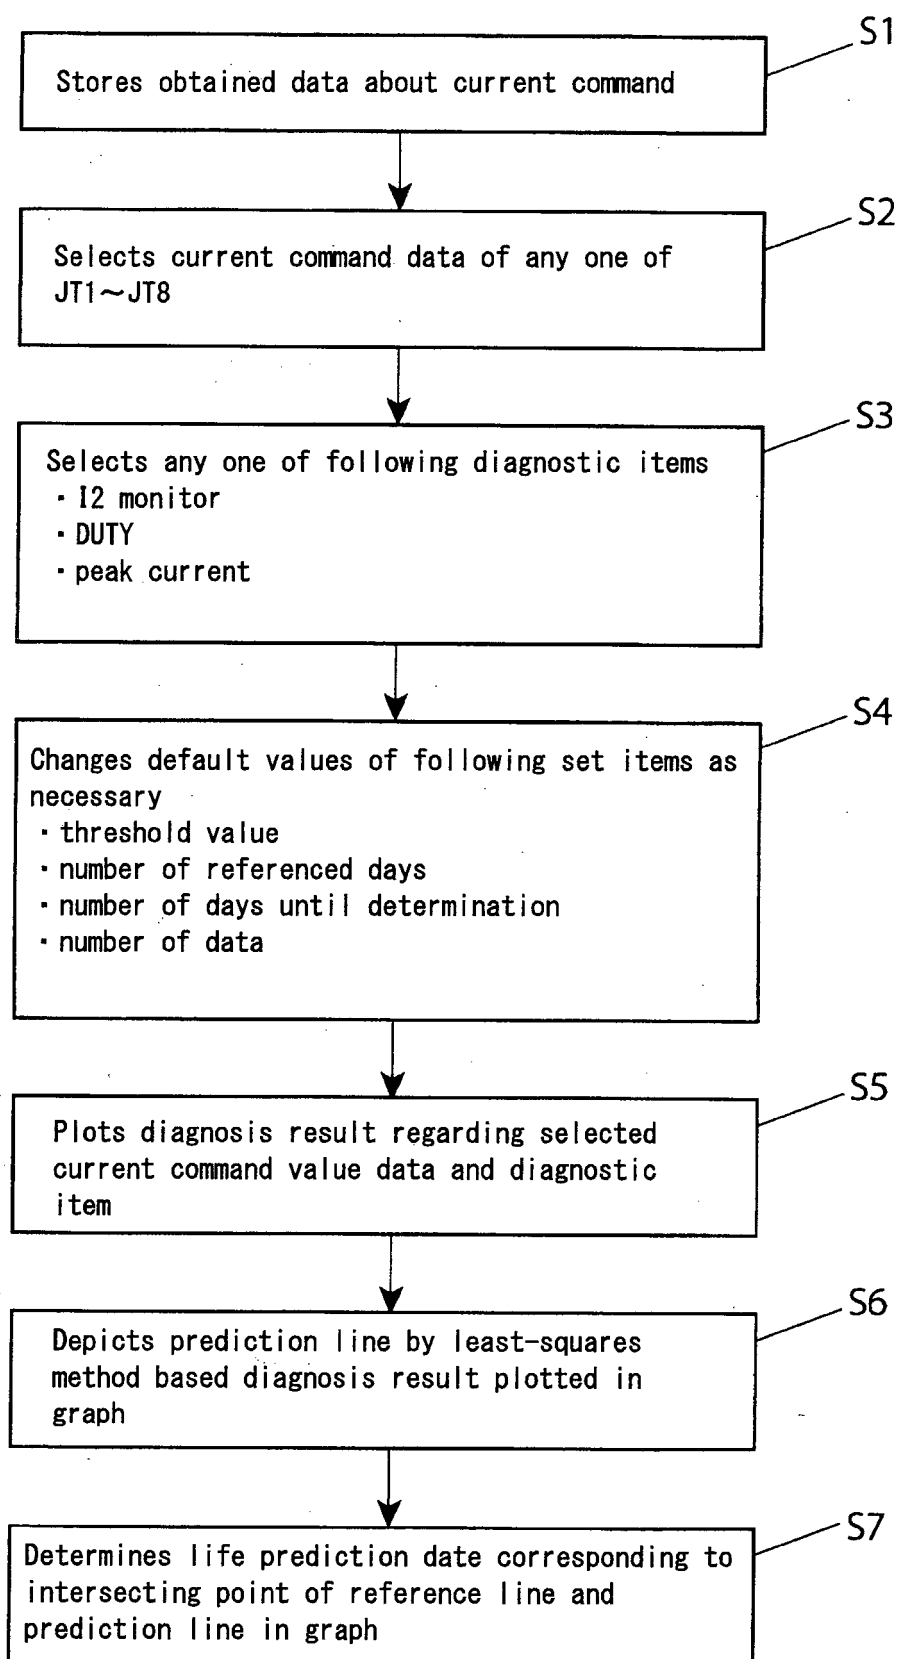 S1
Stores obtained data about current command
S2
Selects current command data of any one of
JT1~JT8
S3
Selects any one of following diagnostic items
・I2 monitor
・DUTY
・peak current
S4
Changes default values of following set items as
necessary
・threshold value
・number of referenced days
・number of days until determination
・number of data
S5
Plots diagnosis result regarding selected
current command value data and diagnostic
item
S6
Depicts prediction line by least-squares
method based diagnosis result plotted in
graph
S7
Determines life prediction date corresponding to
intersecting point of reference line and
prediction line in graph